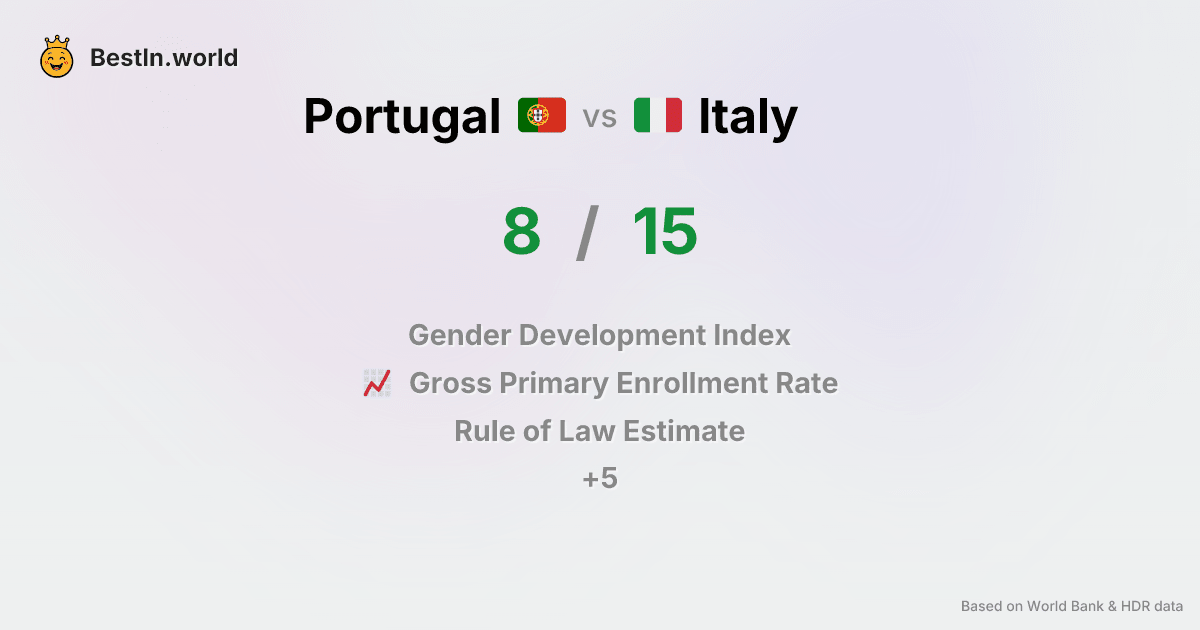 BestIn.world
Portugal vs Italy
8 / 15
Gender Development Index
Gross Primary Enrollment Rate
Rule of Law Estimate
+5
Based on World Bank & HDR data